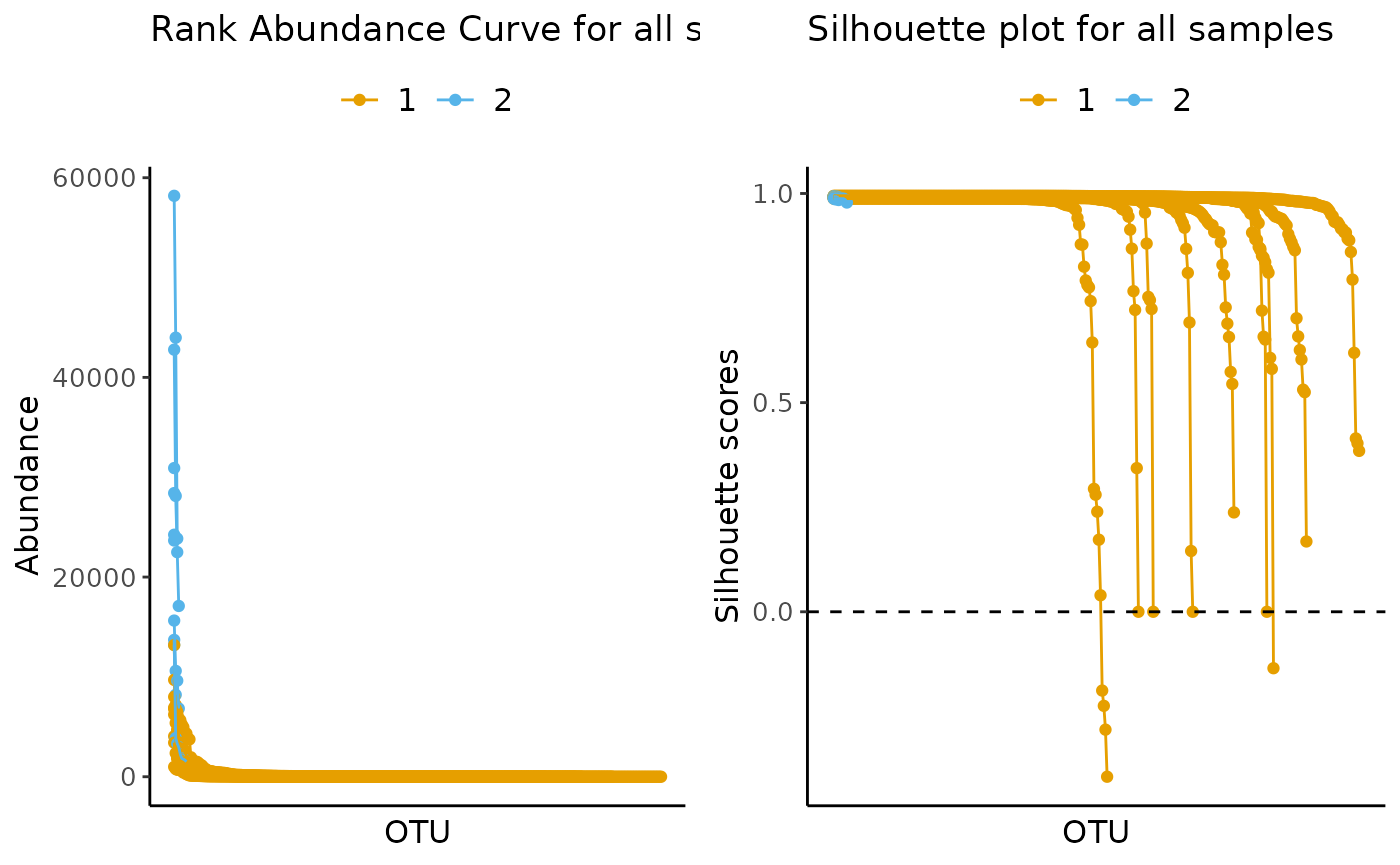 Rank Abundance Curve for all s
1 2
60000
40000
20000
0
Abundance
OTU
Silhouette plot for all samples
1 2
1.0
0.5
0.0
Silhouette scores
OTU